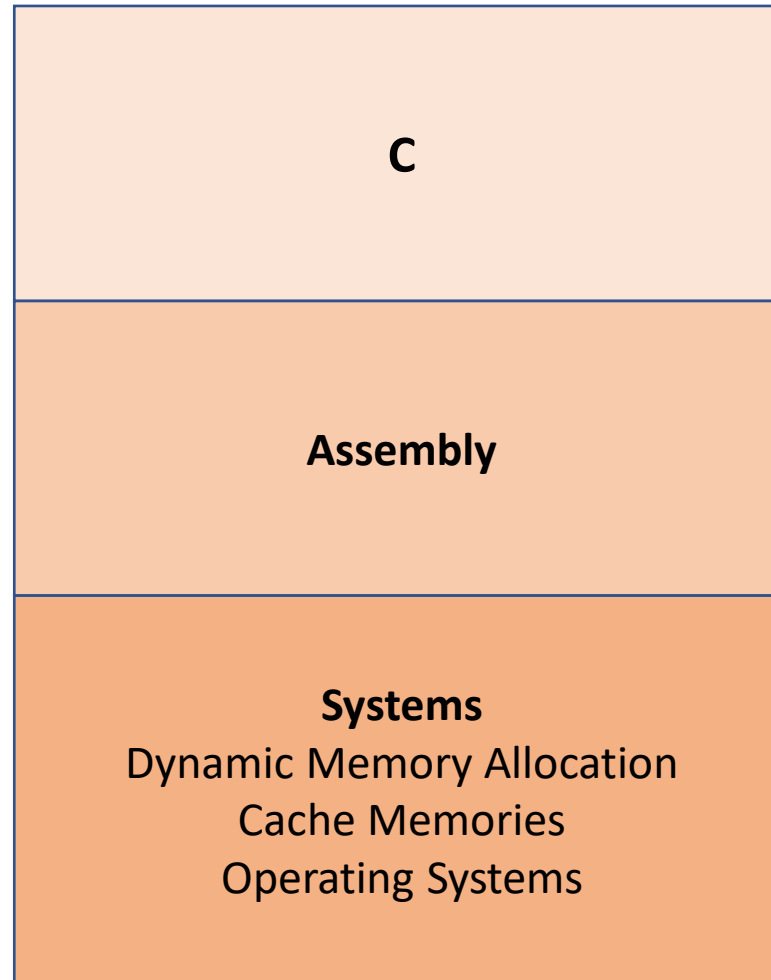 C
Assembly
Systems
Dynamic Memory Allocation
Cache Memories
Operating Systems